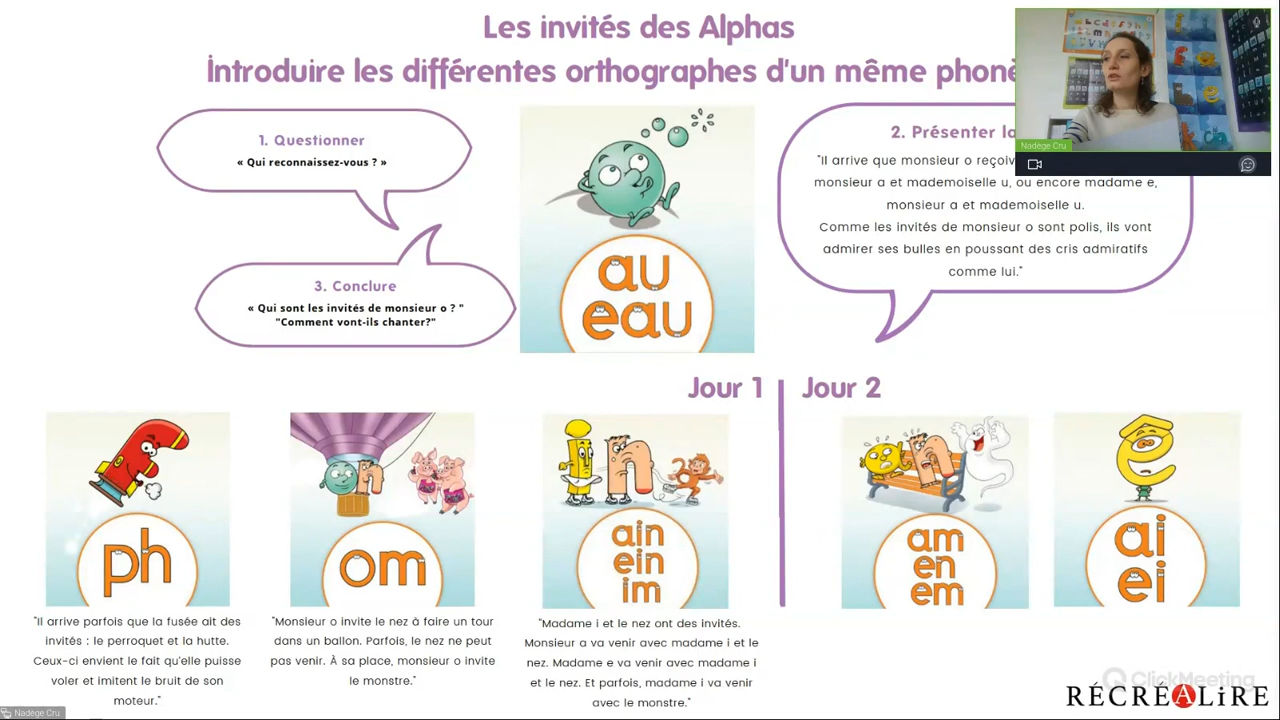 Les invités des Alphas
Introduire les différentes orthographes d'un même
1. Questionner
« Qui reconnaissez-vous ? »
2. Présenter
"Il arrive que monsieur o
monsieur a et mademoiselle u, ou encore madame e,
monsieur a et mademoiselle u.
Comme les invités de monsieur o sont polis, ils vont
admirer ses bulles en poussant des cris admiratifs
comme lui."
3. Conclure
« Qui sont les invités de monsieur o ? "
"Comment vont-ils chanter?"
au
eau
Nadège Cru
Jour 1
Jour 2
ph
om
ain
ein
im
am
en
em
ai
ei
"Il arrive parfois que la fusée ait des
invités : le perroquet et la hutte.
Ceux-ci envient le fait qu'elle puisse
voler et imitent le bruit de son
moteur."
"Monsieur o invite le nez à faire un tour
dans un ballon. Parfois, le nez ne peut
pas venir. À sa place, monsieur o invite
le monstre."
"Madame i et le nez ont des invités.
Monsieur a va venir avec madame i et le
nez. Madame e va venir avec madame i
et le nez. Et parfois, madame i va venir
avec le monstre."
ClickMeeting
RÉCRÉALIRE
Nadège Cru